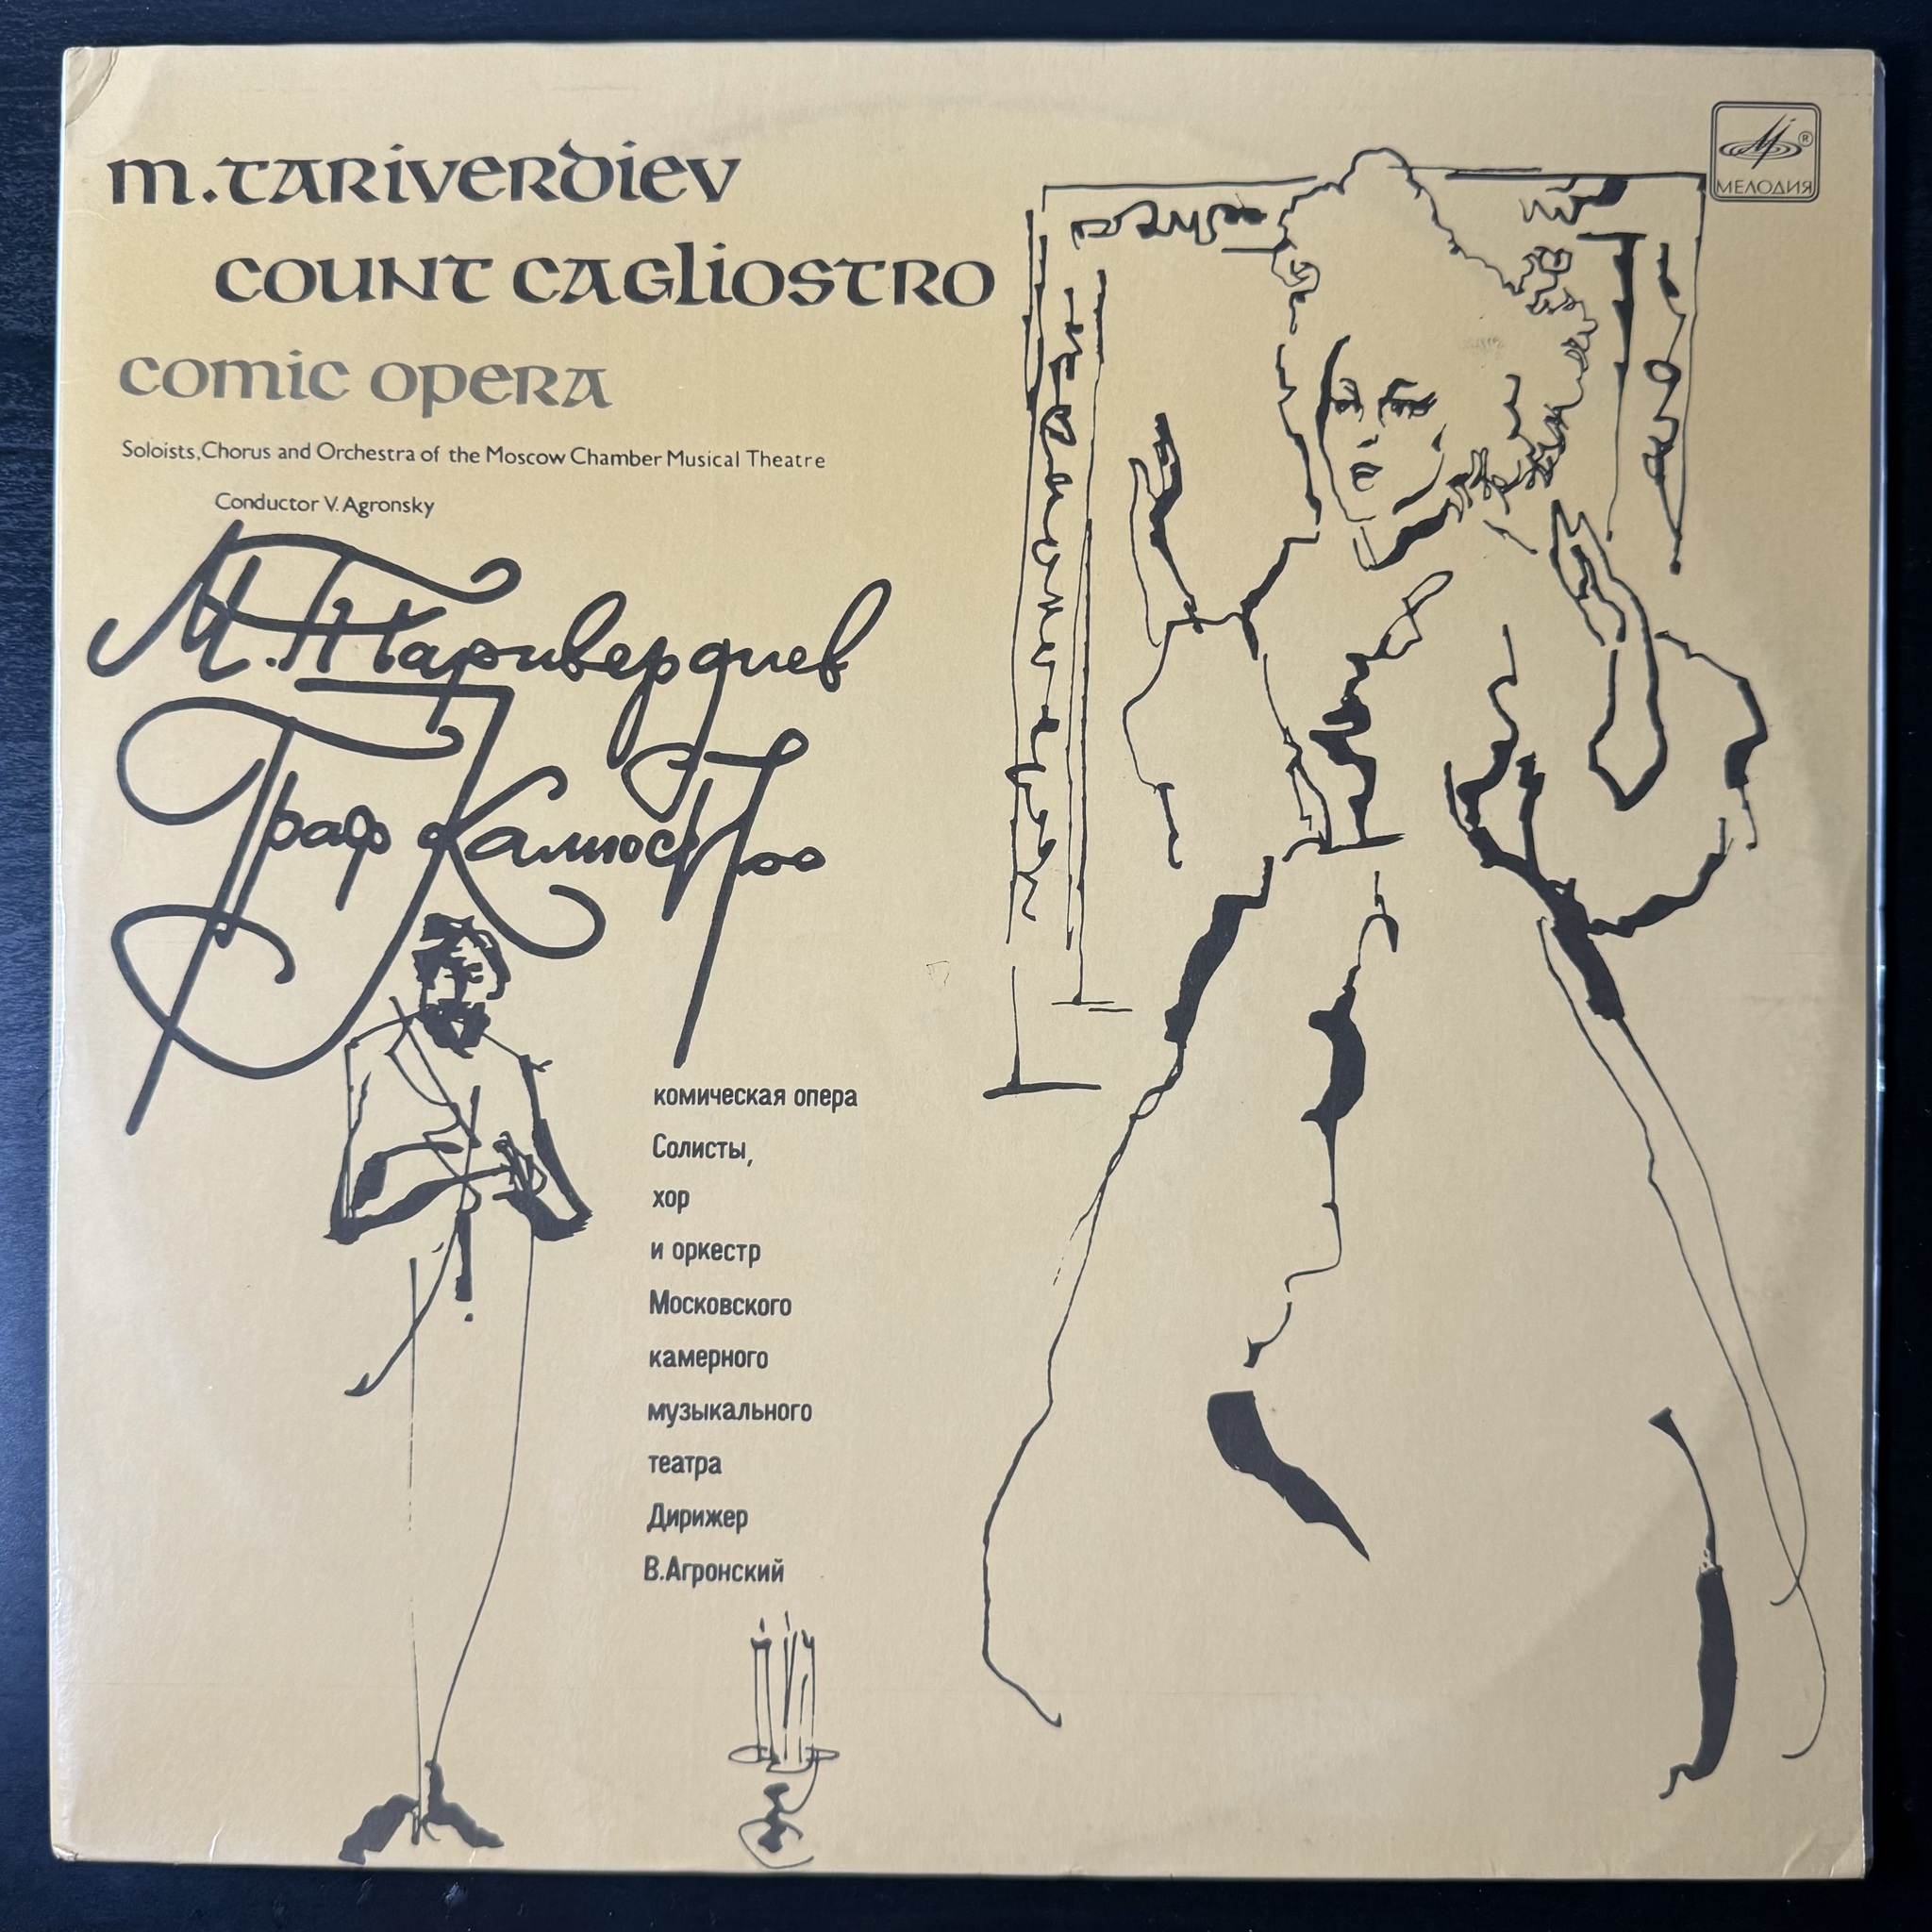 M. TARIVERDIEV
COUNT CAGLIOSTRO
COMIC OPERA
Soloists, Chorus and Orchestra of the Moscow Chamber Musical Theatre
Conductor V. Agronsky
МЕЛОДИЯ
М. Таривердиев
Граф Калиостро
комическая опера
Солисты,
хор
и оркестр
Московского
камерного
музыкального
театра
Дирижер
В.Агронский